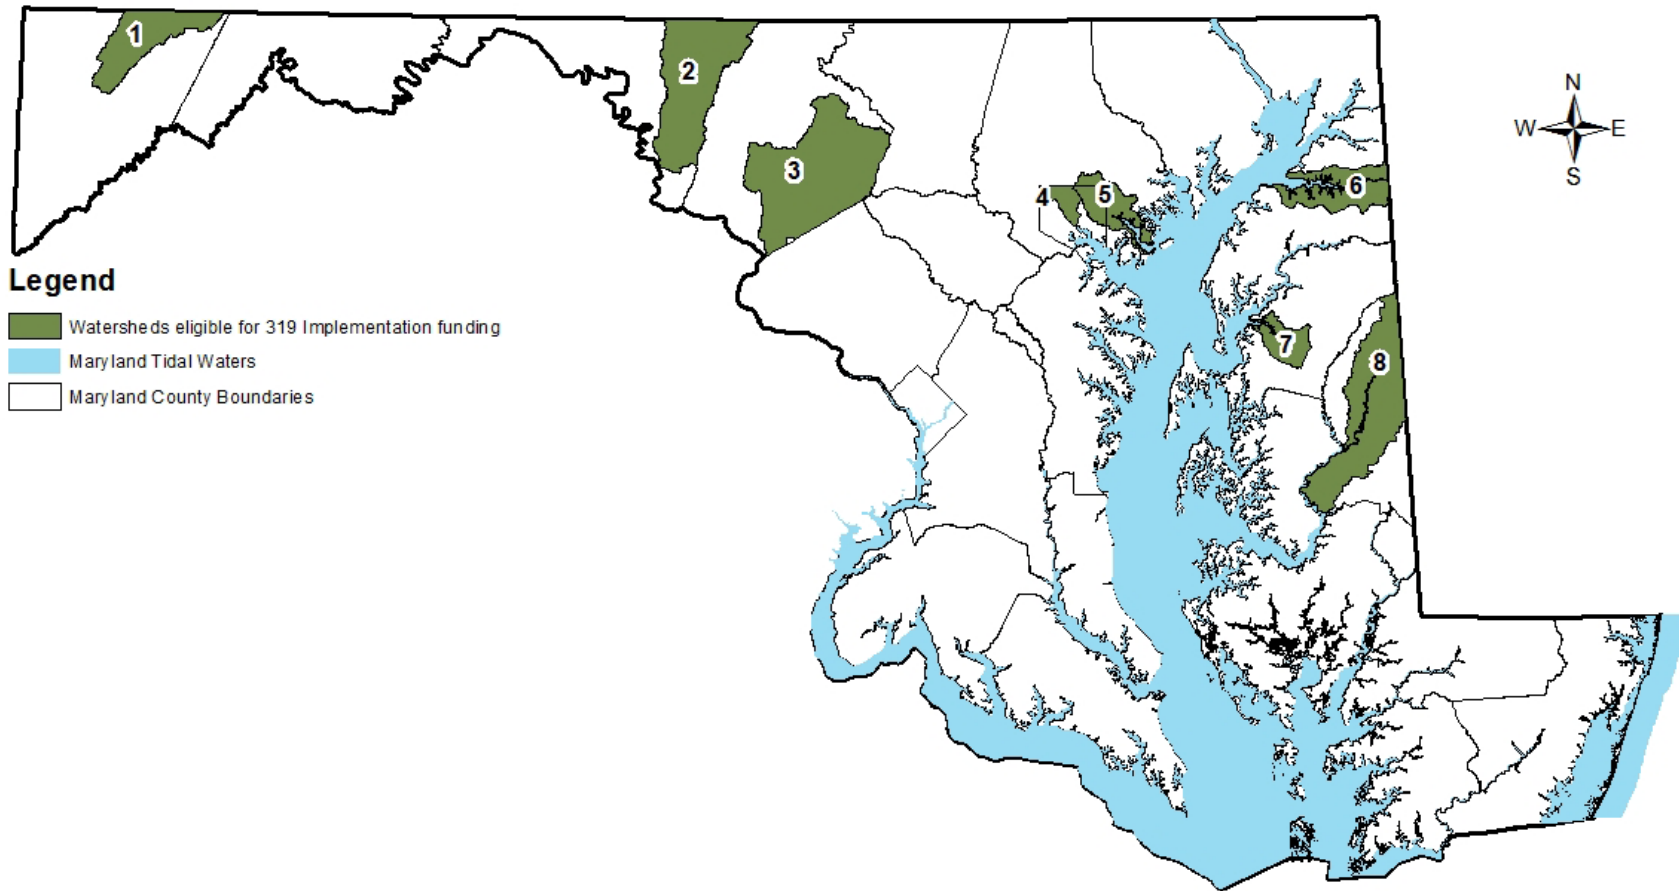 1
2
3
4
5
6
7
8
N
W E
S
Legend
Watersheds eligible for 319 Implementation funding
Maryland Tidal Waters
Maryland County Boundaries